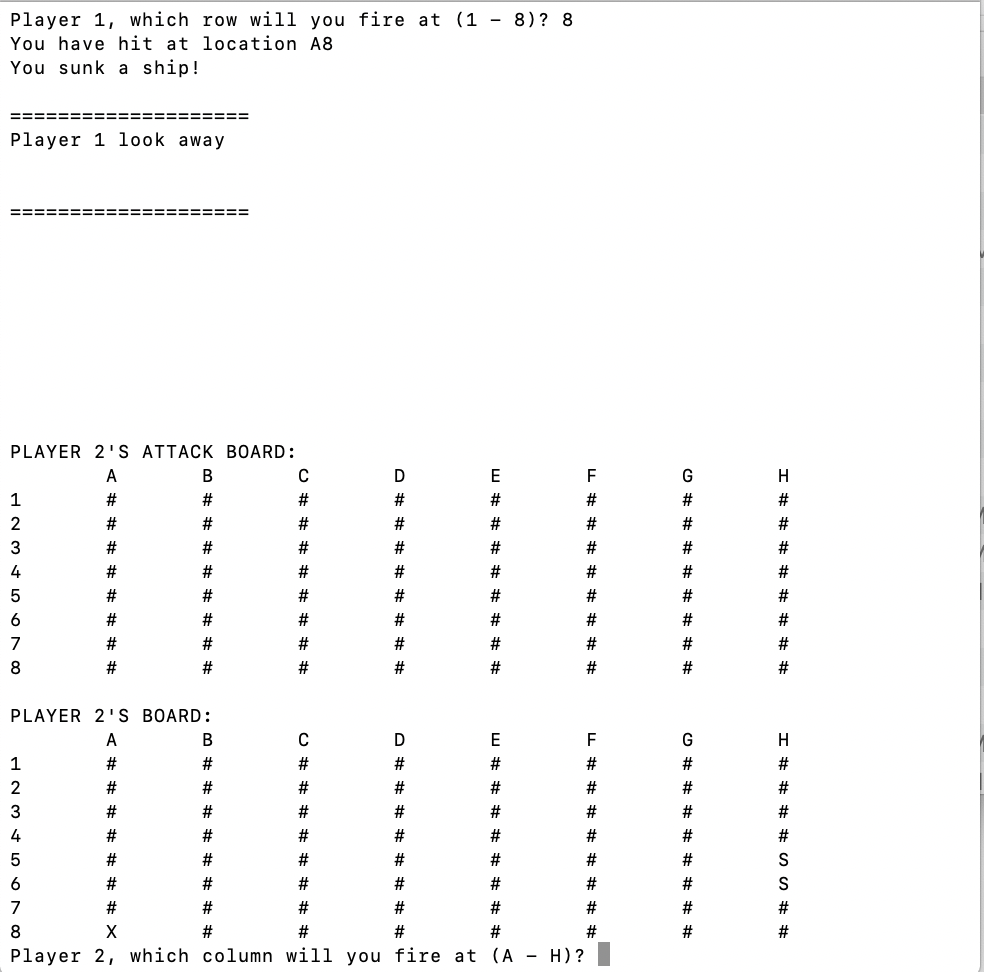 Player 1, which row will you fire at (1 – 8)? 8
You have hit at location A8
You sunk a ship!
====================
Player 1 look away
====================
PLAYER 2'S ATTACK BOARD:
A B C D E F G H
1 # # # # # # # #
2 # # # # # # # #
3 # # # # # # # #
4 # # # # # # # #
5 # # # # # # # #
6 # # # # # # # #
7 # # # # # # # #
8 # # # # # # # #
PLAYER 2'S BOARD:
A B C D E F G H
1 # # # # # # # #
2 # # # # # # # #
3 # # # # # # # #
4 # # # # # # # #
5 # # # # # # # S
6 # # # # # # # S
7 # # # # # # # #
8 X # # # # # # #
Player 2, which column will you fire at (A – H)?